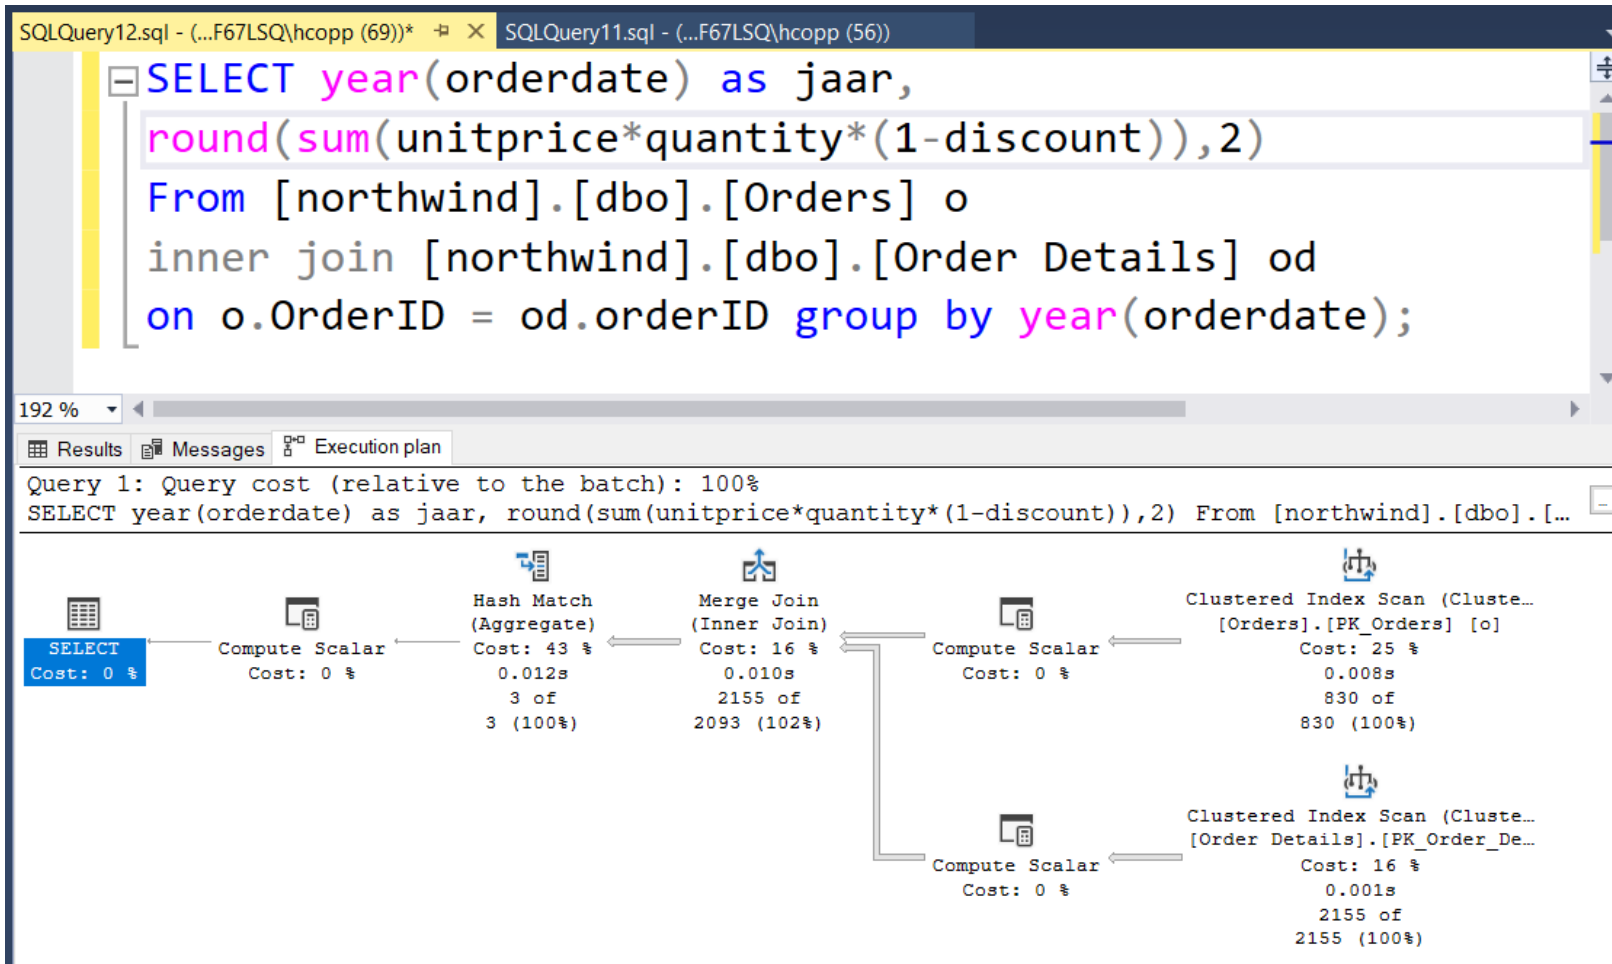 SQLQuery12.sql - (...F67LSQ\hcopp (69))* SQLQuery11.sql - (...F67LSQ\hcopp (56))
SELECT year(orderdate) as jaar,
round(sum(unitprice*quantity*(1-discount)),2)
From [northwind].[dbo].[Orders] o
inner join [northwind].[dbo].[Order Details] od
on o.OrderID = od.orderID group by year(orderdate);
192 %
Results Messages Execution plan
Query 1: Query cost (relative to the batch): 100%
SELECT year(orderdate) as jaar, round(sum(unitprice*quantity*(1-discount)),2) From [northwind].[dbo].[…
SELECT
Cost: 0 %
Compute Scalar
Cost: 0 %
Hash Match
(Aggregate)
Cost: 43 %
0.012s
3 of
3 (100%)
Merge Join
(Inner Join)
Cost: 16 %
0.010s
2155 of
2093 (102%)
Compute Scalar
Cost: 0 %
Clustered Index Scan (Cluste…
[Orders].[PK_Orders] [o]
Cost: 25 %
0.008s
830 of
830 (100%)
Compute Scalar
Cost: 0 %
Clustered Index Scan (Cluste…
[Order Details].[PK_Order_De…
Cost: 16 %
0.001s
2155 of
2155 (100%)